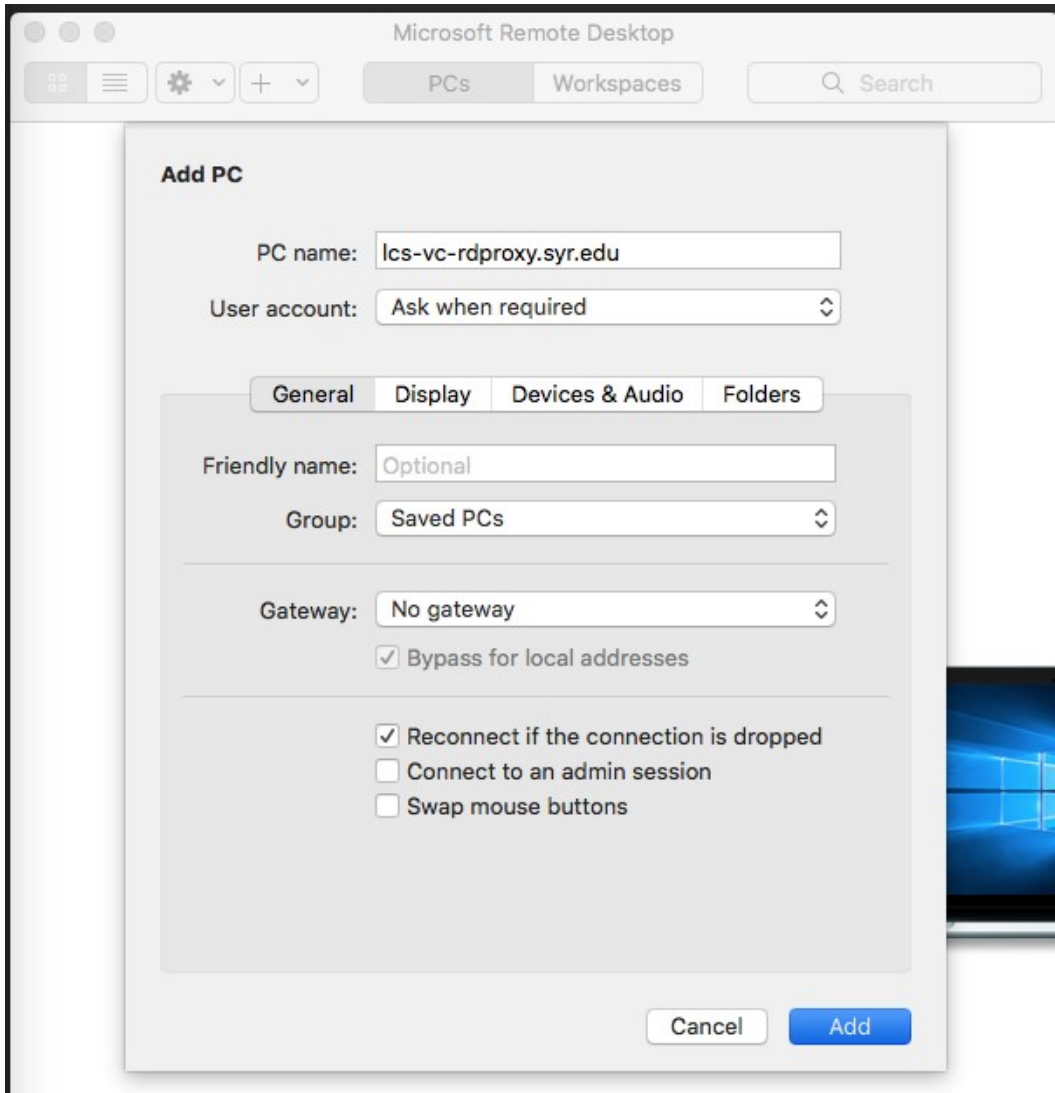 Microsoft Remote Desktop
PCs Workspaces Search
Add PC
PC name: lcs-vc-rdproxy.syr.edu
User account: Ask when required
General Display Devices & Audio Folders
Friendly name: Optional
Group: Saved PCs
Gateway: No gateway
Bypass for local addresses
Reconnect if the connection is dropped
Connect to an admin session
Swap mouse buttons
Cancel Add